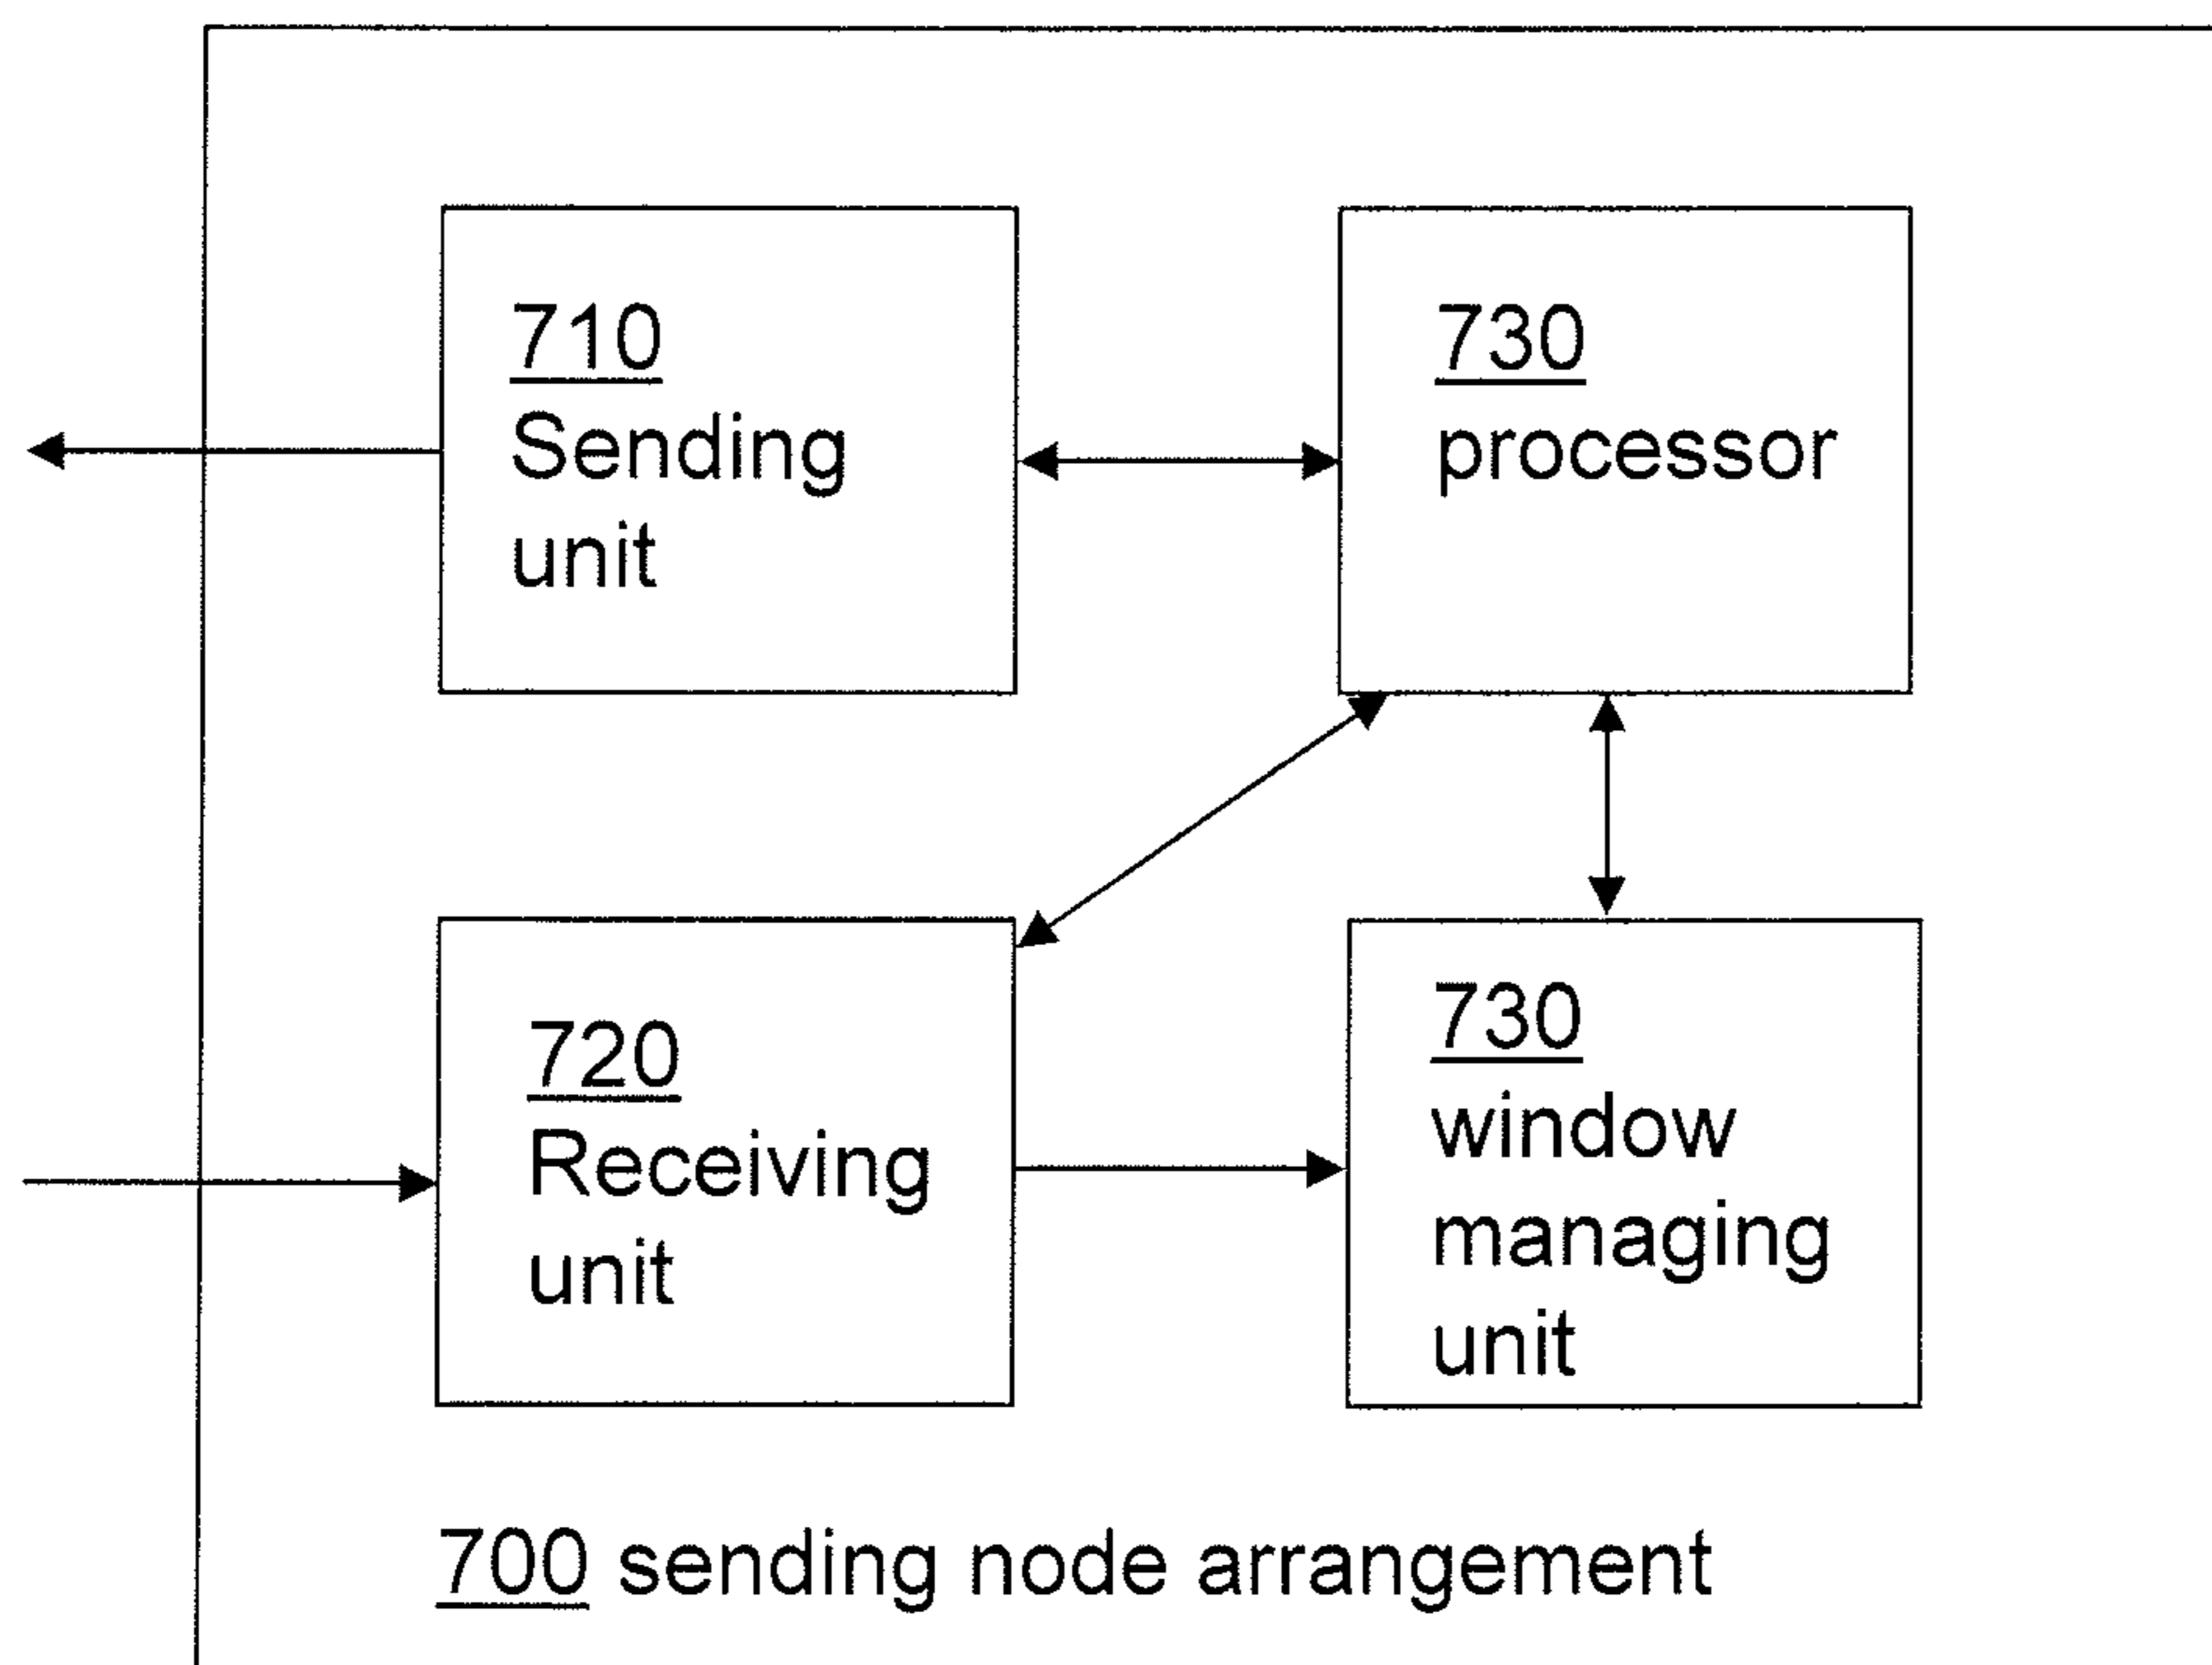 710
Sending
unit
730
processor
720
Receiving
unit
730
window
managing
unit
700 sending node arrangement